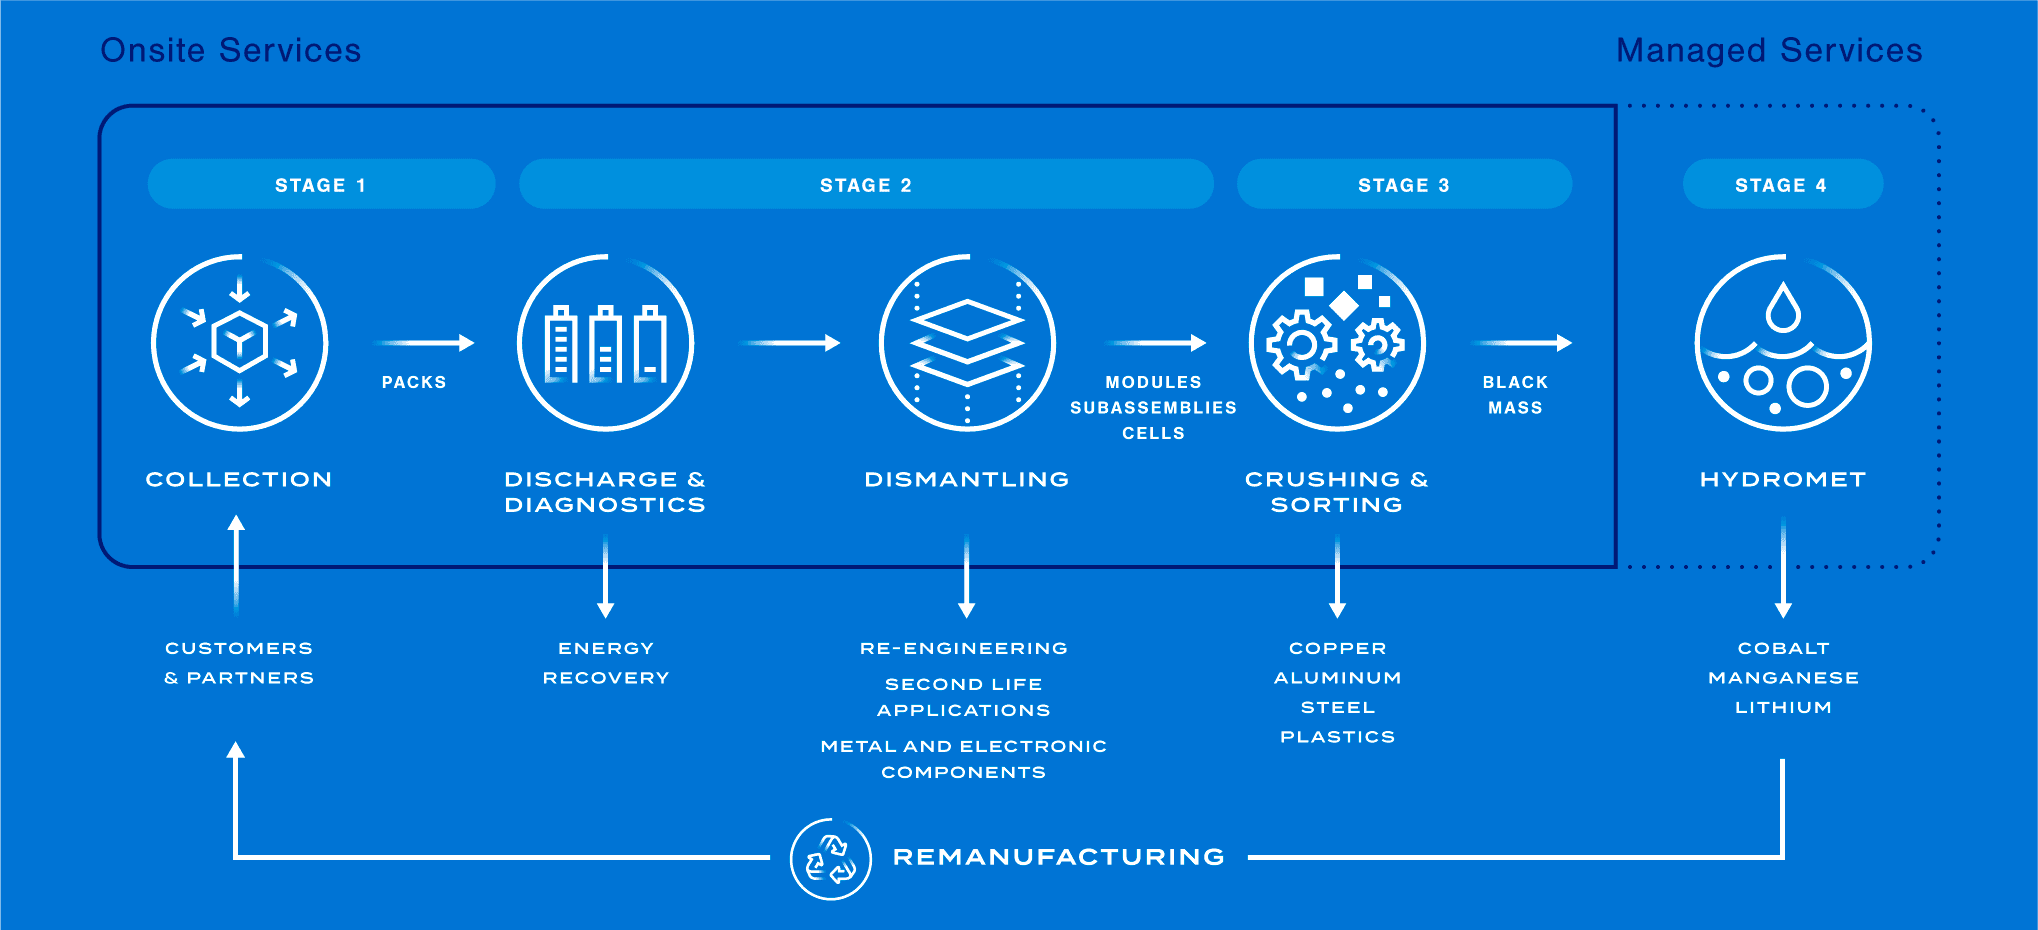 Onsite Services
Managed Services
STAGE 1
STAGE 2
STAGE 3
STAGE 4
PACKS
MODULES
SUBASSEMBLIES
CELLS
BLACK
MASS
COLLECTION
DISCHARGE &
DIAGNOSTICS
DISMANTLING
CRUSHING &
SORTING
HYDROMET
CUSTOMERS
& PARTNERS
ENERGY
RECOVERY
RE-ENGINEERING
SECOND LIFE
APPLICATIONS
METAL AND ELECTRONIC
COMPONENTS
COPPER
ALUMINUM
STEEL
PLASTICS
COBALT
MANGANESE
LITHIUM
REMANUFACTURING